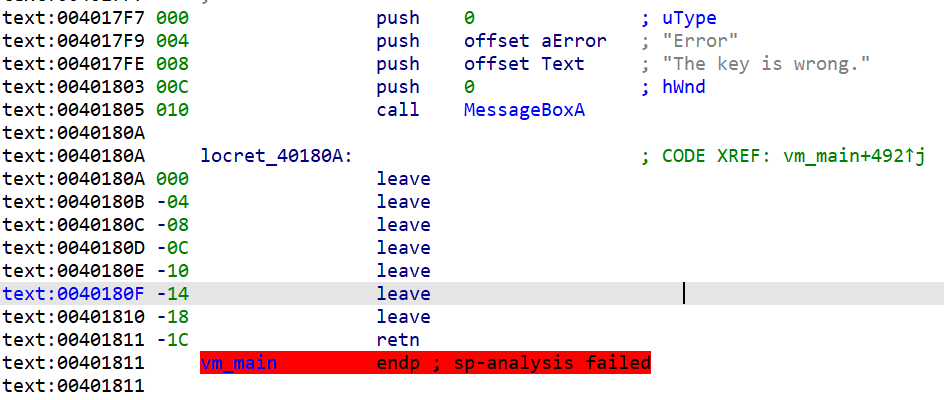 text:004017F7 000 push 0 ; uType
text:004017F9 004 push offset aError ; "Error"
text:004017FE 008 push offset Text ; "The key is wrong."
text:00401803 00C push 0 ; hWnd
text:00401805 010 call MessageBoxA
text:0040180A
text:0040180A locret_40180A: ; CODE XREF: vm_main+492↑j
text:0040180A 000 leave
text:0040180B -04 leave
text:0040180C -08 leave
text:0040180D -0C leave
text:0040180E -10 leave
text:0040180F -14 leave
text:00401810 -18 leave
text:00401811 -1C retn
text:00401811 vm_main endp ; sp-analysis failed
text:00401811